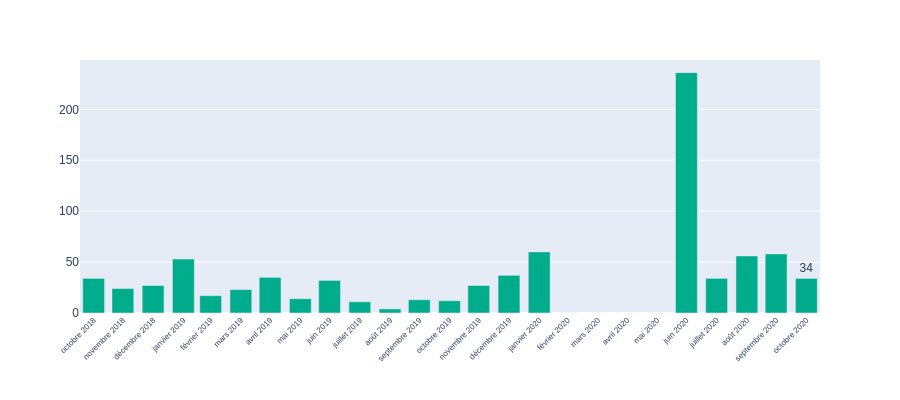 200
150
100
50
0
34
octobre 2018
novembre 2018
décembre 2018
janvier 2019
février 2019
mars 2019
avril 2019
mai 2019
juin 2019
juillet 2019
août 2019
septembre 2019
octobre 2019
novembre 2019
décembre 2019
janvier 2020
février 2020
mars 2020
avril 2020
mai 2020
juin 2020
juillet 2020
août 2020
septembre 2020
octobre 2020